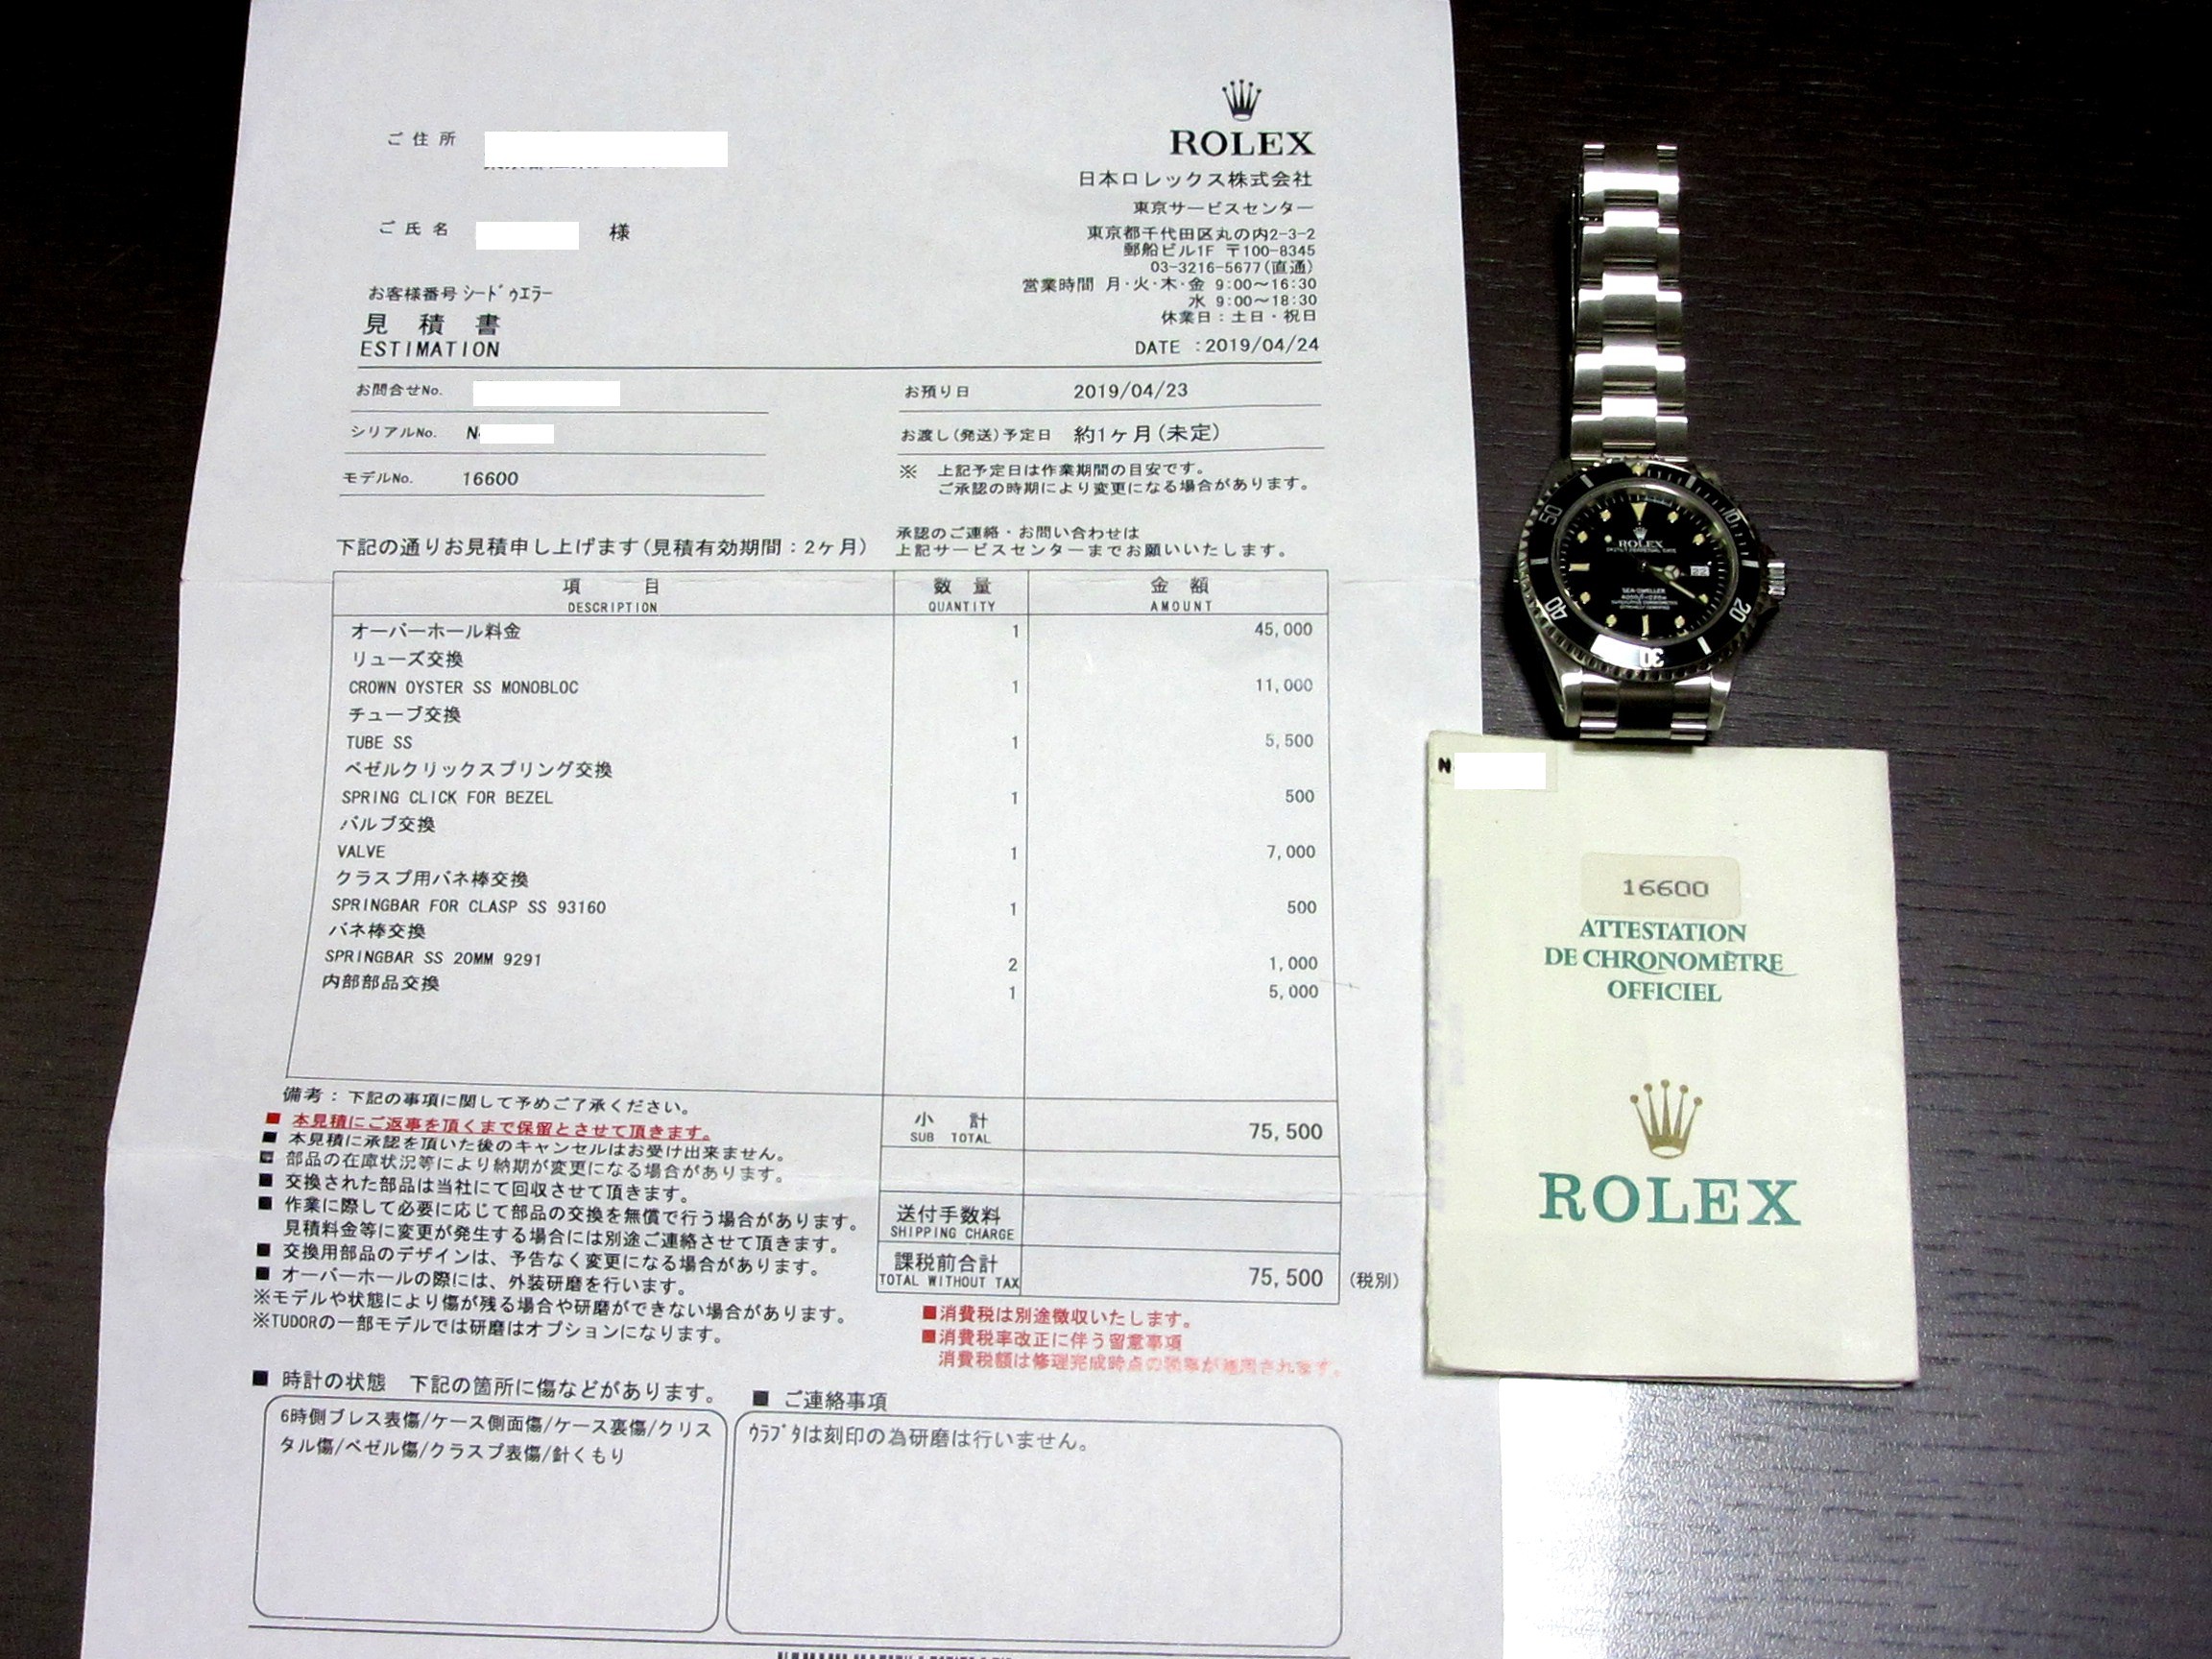 ご住所
ご氏名 様
お客様番号 シードゥエラー
見積書
ESTIMATION
ROLEX
日本ロレックス株式会社
東京サービスセンター
東京都千代田区丸の内2-3-2
郵船ビル1F 〒100-8345
03-3216-5677(直通)
営業時間 月・火・木・金 9:00～16:30
水 9:00～18:30
休業日：土日・祝日
DATE :2019/04/24
お問合せNo.
シリアルNo. N
モデルNo. 16600
お預り日 2019/04/23
お渡し(発送)予定日 約1ヶ月(未定)
※ 上記予定日は作業期間の目安です。
ご承認の時期により変更になる場合があります。
下記の通りお見積申し上げます(見積有効期間：2ヶ月)
承認のご連絡・お問い合わせは
上記サービスセンターまでお願いいたします。
項目 数量 金額
DESCRIPTION QUANTITY AMOUNT
オーバーホール料金 1 45,000
リューズ交換
CROWN OYSTER SS MONOBLOC 1 11,000
チューブ交換
TUBE SS 1 5,500
ベゼルクリックスプリング交換
SPRING CLICK FOR BEZEL 1 500
バルブ交換
VALVE 1 7,000
クラスプ用バネ棒交換
SPRINGBAR FOR CLASP SS 93160 1 500
バネ棒交換
SPRINGBAR SS 20MM 9291 2 1,000
内部部品交換 1 5,000
小計 75,500
SUB TOTAL
送付手数料
SHIPPING CHARGE
課税前合計 75,500 (税別)
TOTAL WITHOUT TAX
備考：下記の事項に関して予めご了承ください。
■ 本見積にご返事を頂くまで保留とさせて頂きます。
■ 本見積に承認を頂いた後のキャンセルはお受け出来ません。
■ 部品の在庫状況等により納期が変更になる場合があります。
■ 交換された部品は当社にて回収させて頂きます。
■ 作業に際して必要に応じて部品の交換を無償で行う場合があります。
見積料金等に変更が発生する場合には別途ご連絡させて頂きます。
■ 交換用部品のデザインは、予告なく変更になる場合があります。
■ オーバーホールの際には、外装研磨を行います。
※モデルや状態により傷が残る場合や研磨ができない場合があります。
※TUDORの一部モデルでは研磨はオプションになります。
■消費税は別途徴収いたします。
■消費税率改正に伴う留意事項
消費税額は修理完成時点の税率が適用されます。
■ 時計の状態 下記の箇所に傷などがあります。
6時側ブレス表傷/ケース側面傷/ケース裏傷/クリス
タル傷/ベゼル傷/クラスプ表傷/針くもり
■ ご連絡事項
ウラブタは刻印の為研磨は行いません。
50
10
20
30
40
ROLEX
22
SEA-DWELLER
N
16600
ATTESTATION
DE CHRONOMÈTRE
OFFICIEL
ROLEX